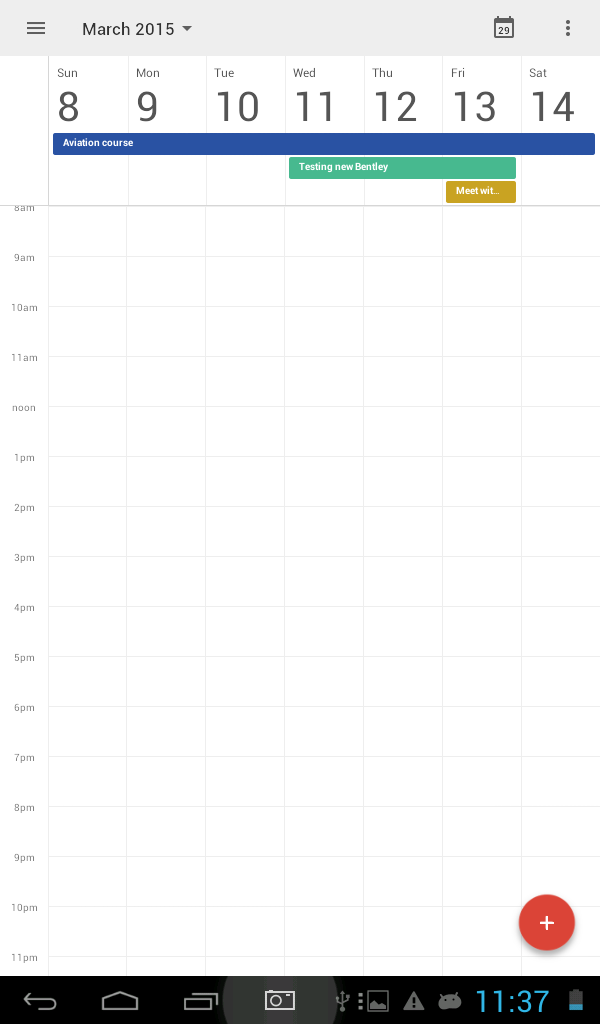 March 2015
29
Sun Mon Tue Wed Thu Fri Sat
8 9 10 11 12 13 14
Aviation course
Testing new Bentley
Meet wit...
8am
9am
10am
11am
noon
1pm
2pm
3pm
4pm
5pm
6pm
7pm
8pm
9pm
10pm
11pm
11:37